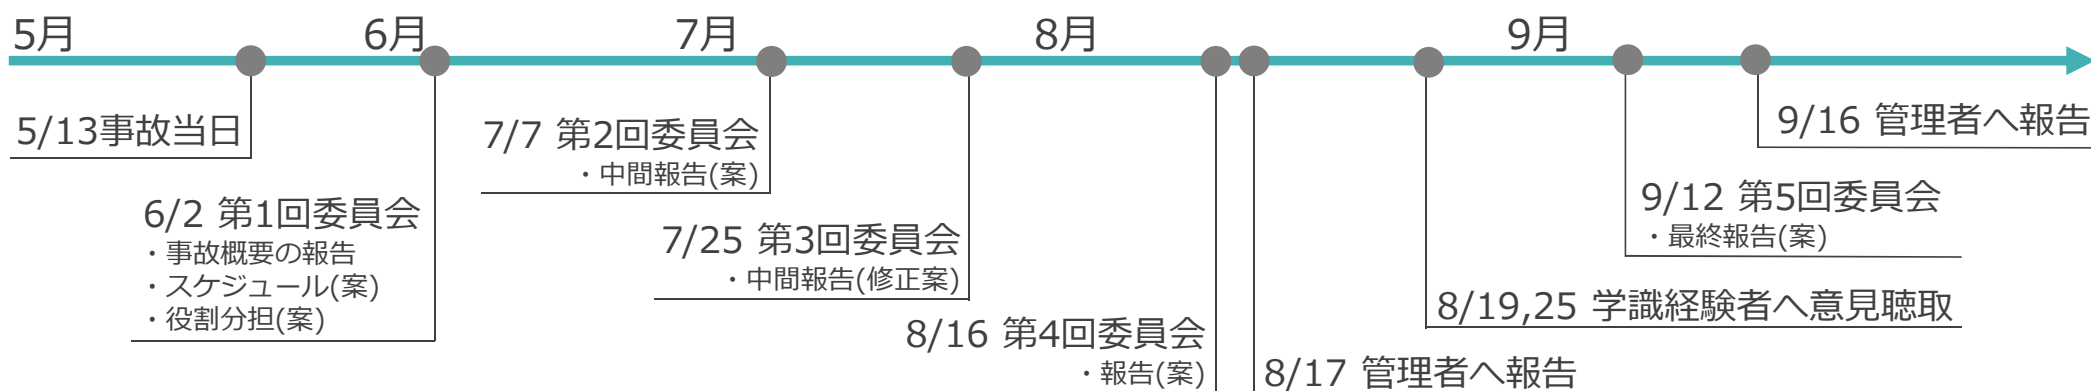 5月
6月
7月
8月
9月
5/13事故当日
6/2 第1回委員会
・事故概要の報告
・スケジュール(案)
・役割分担(案)
7/7 第2回委員会
・中間報告(案)
7/25 第3回委員会
・中間報告(修正案)
8/16 第4回委員会
・報告(案)
8/17 管理者へ報告
8/19,25 学識経験者へ意見聴取
9/12 第5回委員会
・最終報告(案)
9/16 管理者へ報告